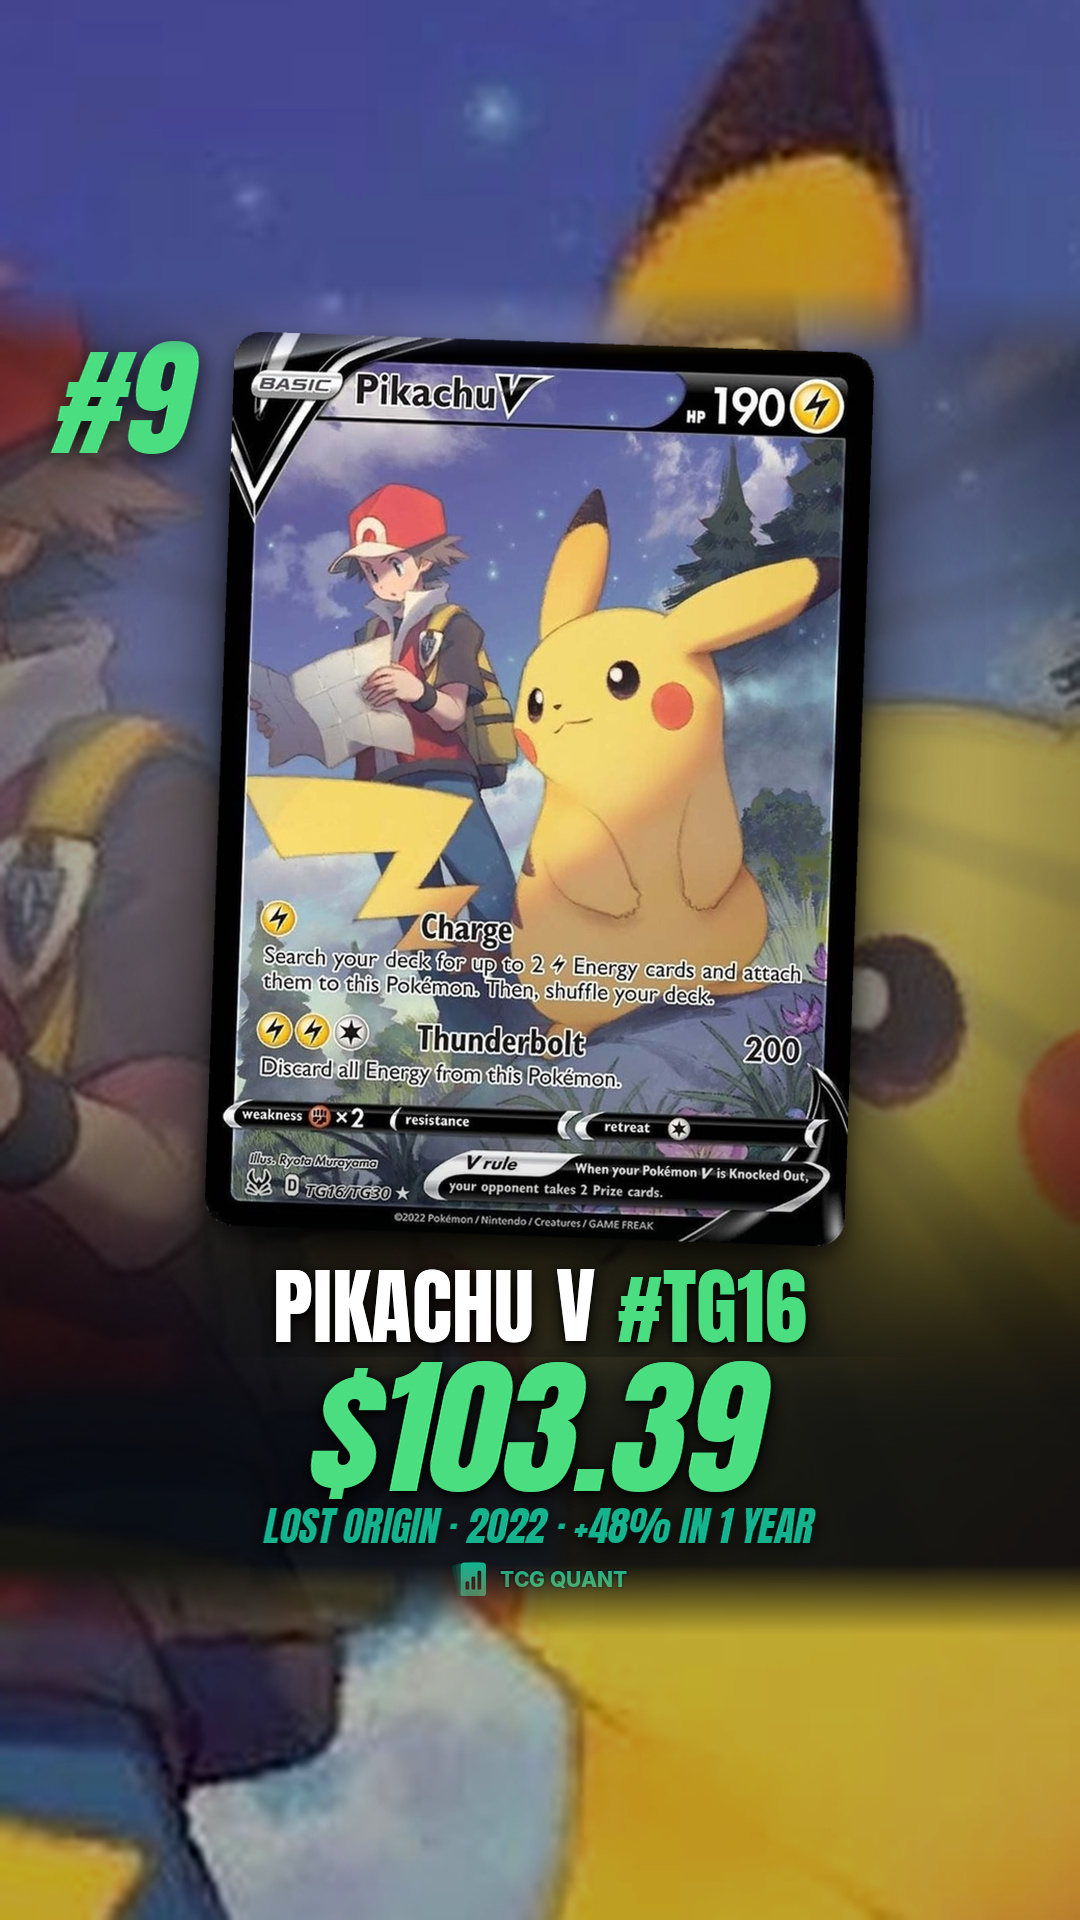 #9
BASIC
Pikachu V
HP 190
Charge
Search your deck for up to 2 Energy cards and attach
them to this Pokémon. Then, shuffle your deck.
Thunderbolt 200
Discard all Energy from this Pokémon.
weakness ×2 resistance retreat
Illus. Ryota Murayama
D TG16/TG30 ★
V rule
When your Pokémon V is Knocked Out,
your opponent takes 2 Prize cards.
©2022 Pokémon / Nintendo / Creatures / GAME FREAK
PIKACHU V #TG16
$103.39
LOST ORIGIN · 2022 · +48% IN 1 YEAR
TCG QUANT